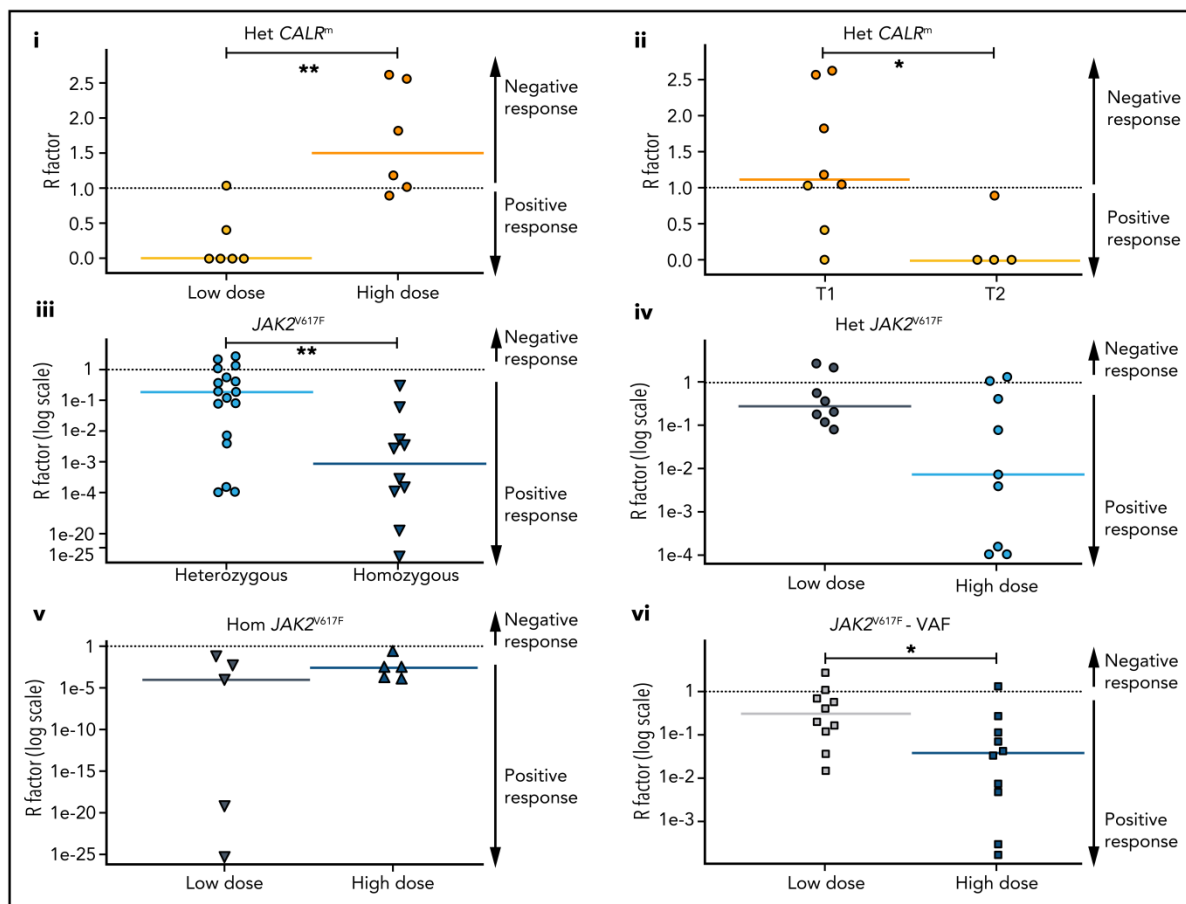 i
Het CALRᵐ
**
R factor
2.5
2.0
1.5
1.0
0.5
0.0
Low dose
High dose
Negative
response
Positive
response
ii
Het CALRᵐ
*
R factor
2.5
2.0
1.5
1.0
0.5
0.0
T1
T2
Negative
response
Positive
response
iii
JAK2ⱽ⁶¹⁷ᶠ
**
R factor (log scale)
1
1e-1
1e-2
1e-3
1e-4
1e-20
1e-25
Heterozygous
Homozygous
Negative
response
Positive
response
iv
Het JAK2ⱽ⁶¹⁷ᶠ
R factor (log scale)
1
1e-1
1e-2
1e-3
1e-4
Low dose
High dose
Negative
response
Positive
response
v
Hom JAK2ⱽ⁶¹⁷ᶠ
R factor (log scale)
1
1e-5
1e-10
1e-15
1e-20
1e-25
Low dose
High dose
Negative
response
Positive
response
vi
JAK2ⱽ⁶¹⁷ᶠ - VAF
*
R factor (log scale)
1
1e-1
1e-2
1e-3
Low dose
High dose
Negative
response
Positive
response